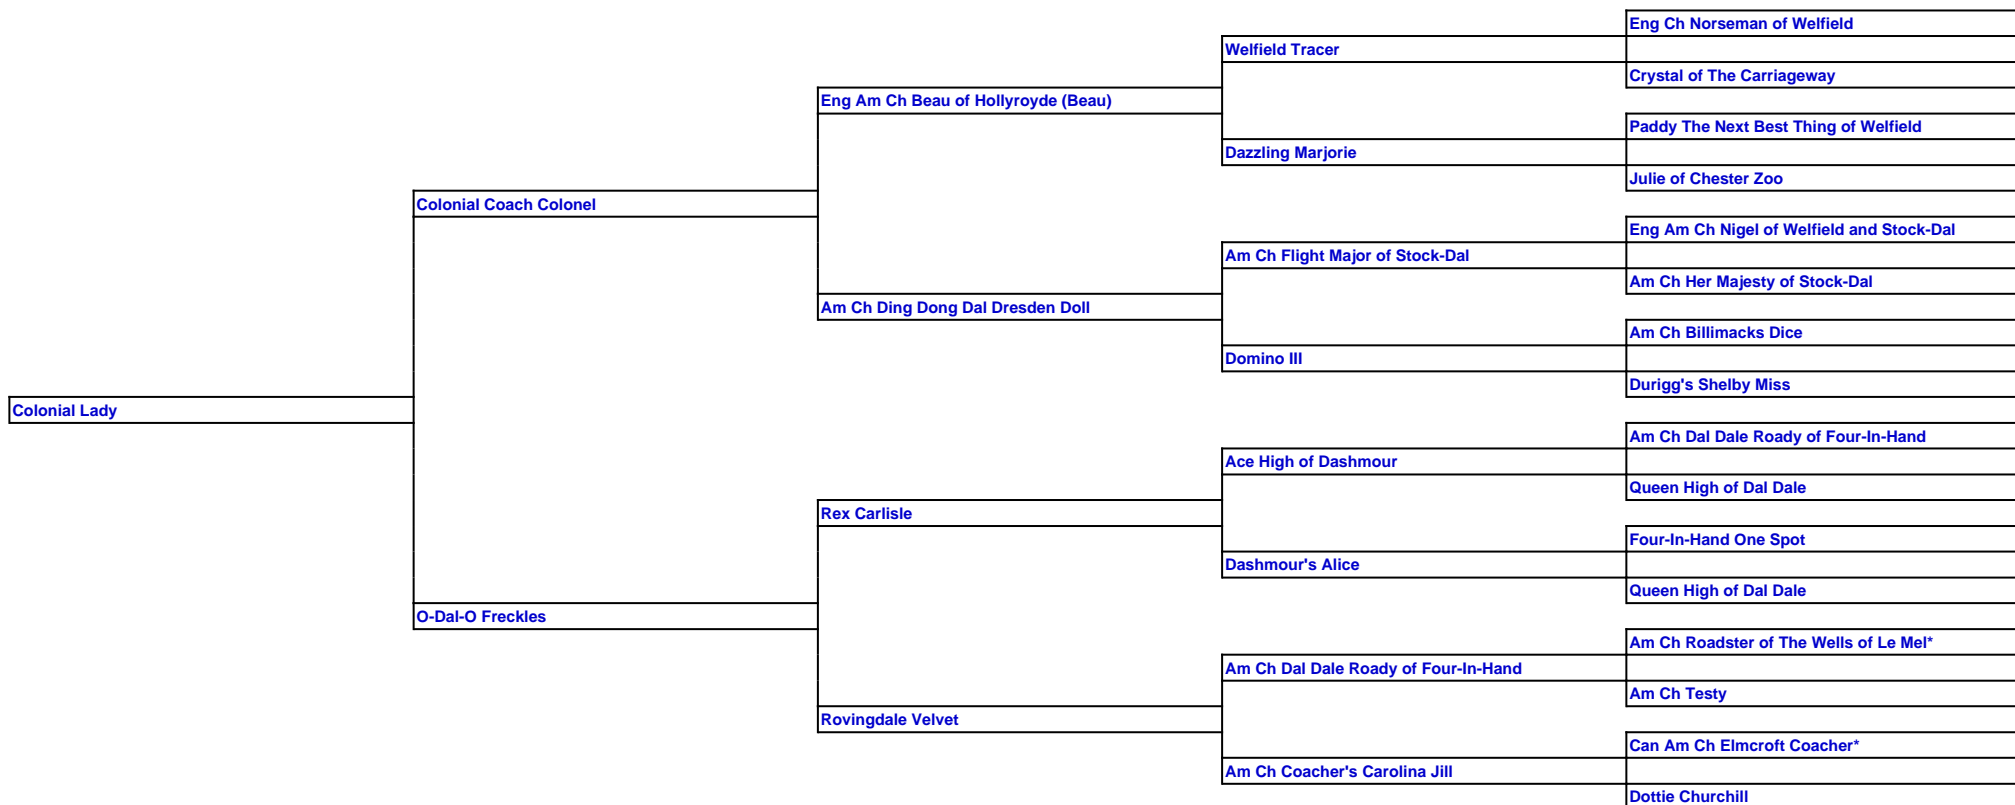 Eng Ch Norseman of Welfield
Welfield Tracer
Crystal of The Carriageway
Eng Am Ch Beau of Hollyroyde (Beau)
Paddy The Next Best Thing of Welfield
Dazzling Marjorie
Julie of Chester Zoo
Colonial Coach Colonel
Eng Am Ch Nigel of Welfield and Stock-Dal
Am Ch Flight Major of Stock-Dal
Am Ch Her Majesty of Stock-Dal
Am Ch Ding Dong Dal Dresden Doll
Am Ch Billimacks Dice
Domino III
Durigg's Shelby Miss
Colonial Lady
Am Ch Dal Dale Roady of Four-In-Hand
Ace High of Dashmour
Queen High of Dal Dale
Rex Carlisle
Four-In-Hand One Spot
Dashmour's Alice
Queen High of Dal Dale
O-Dal-O Freckles
Am Ch Roadster of The Wells of Le Mel*
Am Ch Dal Dale Roady of Four-In-Hand
Am Ch Testy
Rovingdale Velvet
Can Am Ch Elmcroft Coacher*
Am Ch Coacher's Carolina Jill
Dottie Churchill